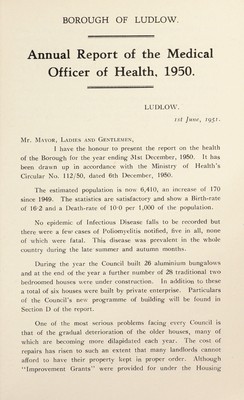 BOROUGH OF LUDLOW.
Annual Report of the Medical
Officer of Health, 1950.
LUDLOW.
1st June, 1951.
Mr. Mayor, Ladies and Gentlemen,
I have the honour to present the report on the health
of the Borough for the year ending 31st December, 1950. It has
been drawn up in accordance with the Ministry of Health's
Circular No. 112/50, dated 6th December, 1950.
The estimated population is now 6,410, an increase of 170
since 1949. The statistics are satisfactory and show a Birth-rate
of 16·2 and a Death-rate of 10·0 per 1,000 of the population.
No epidemic of Infectious Disease falls to be recorded but
there were a few cases of Poliomyelitis notified, five in all, none
of which were fatal. This disease was prevalent in the whole
country during the late summer and autumn months.
During the year the Council built 26 aluminium bungalows
and at the end of the year a further number of 28 traditional two
bedroomed houses were under construction. In addition to these
a total of six houses were built by private enterprise. Particulars
of the Council's new programme of building will be found in
Section D of the report.
One of the most serious problems facing every Council is
that of the gradual deterioration of the older houses, many of
which are becoming more dilapidated each year. The cost of
repairs has risen to such an extent that many landlords cannot
afford to have their property kept in proper order. Although
"Improvement Grants" were provided for under the Housing